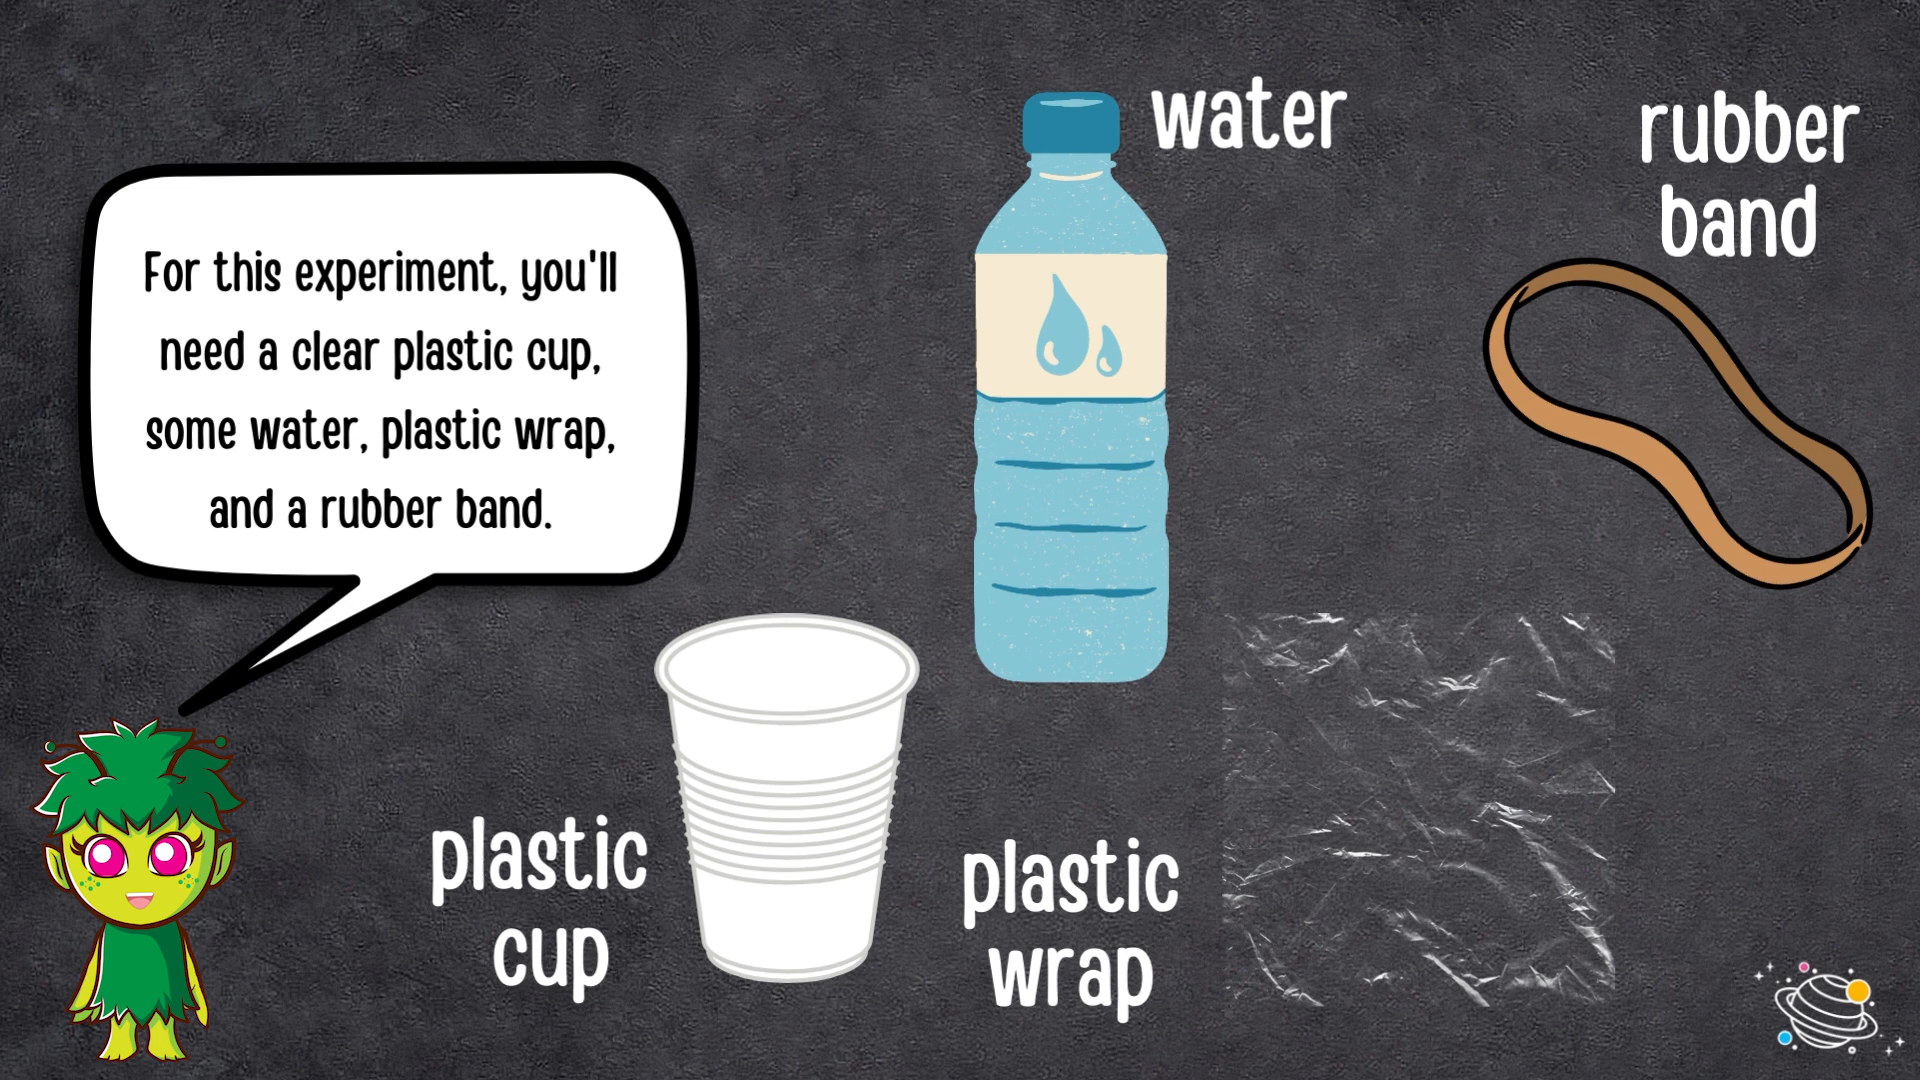 For this experiment, you'll
need a clear plastic cup,
some water, plastic wrap,
and a rubber band.
water
rubber
band
plastic
cup
plastic
wrap